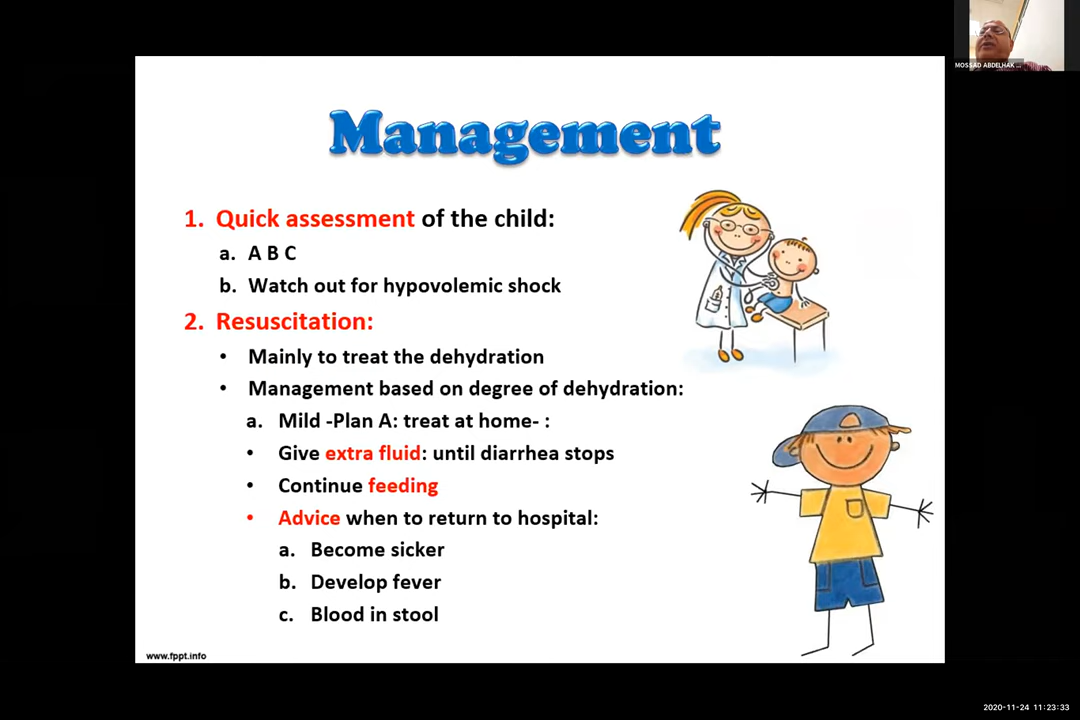 MOSSAD ABDELHAK ...
Management
1. Quick assessment of the child:
a. A B C
b. Watch out for hypovolemic shock
2. Resuscitation:
• Mainly to treat the dehydration
• Management based on degree of dehydration:
a. Mild -Plan A: treat at home- :
• Give extra fluid: until diarrhea stops
• Continue feeding
• Advice when to return to hospital:
a. Become sicker
b. Develop fever
c. Blood in stool
www.fppt.info
2020-11-24 11:23:33